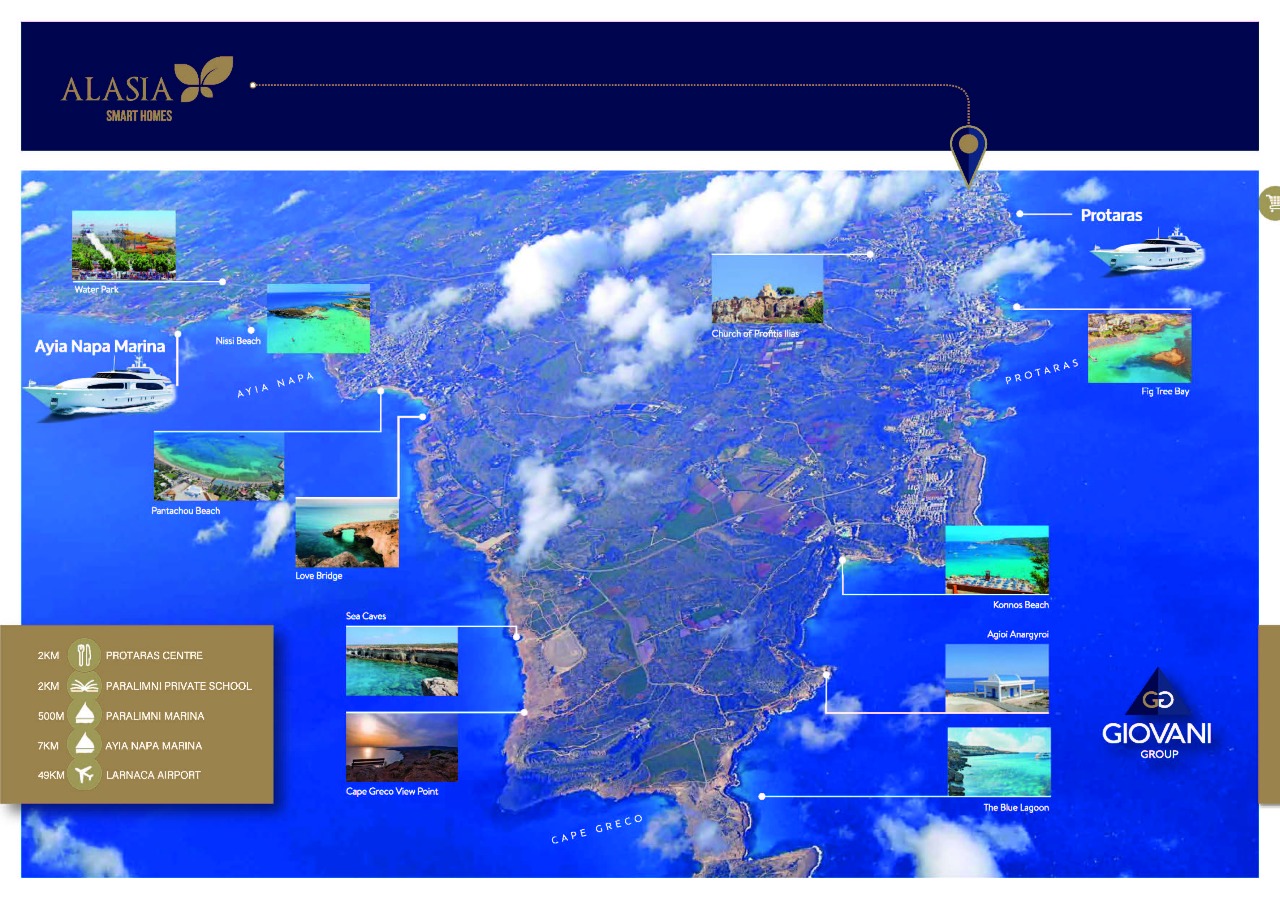 ALASIA
SMART HOMES
Protaras
Water Park
Nissi Beach
Church of Profitis Ilias
Ayia Napa Marina
AYIA NAPA
PROTARAS
Fig Tree Bay
Pantachou Beach
Love Bridge
Konnos Beach
Sea Caves
Agioi Anargyroi
2KM PROTARAS CENTRE
2KM PARALIMNI PRIVATE SCHOOL
500M PARALIMNI MARINA
7KM AYIA NAPA MARINA
49KM LARNACA AIRPORT
GG
GIOVANI
GROUP
Cape Greco View Point
The Blue Lagoon
CAPE GRECO